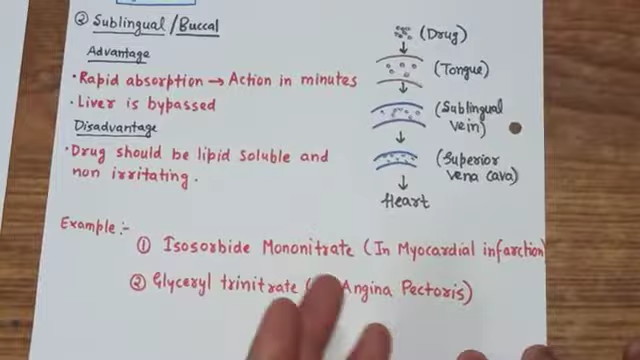 ② Sublingual/Buccal
Advantage
• Rapid absorption → Action in minutes
• Liver is bypassed
Disadvantage
• Drug should be lipid soluble and
non irritating.
(Drug)
(Tongue)
(Sublingual
vein)
(Superior
vena cava)
Heart
Example :-
① Isosorbide Mononitrate (In Myocardial infarction)
② Glyceryl trinitrate ( Angina Pectoris)